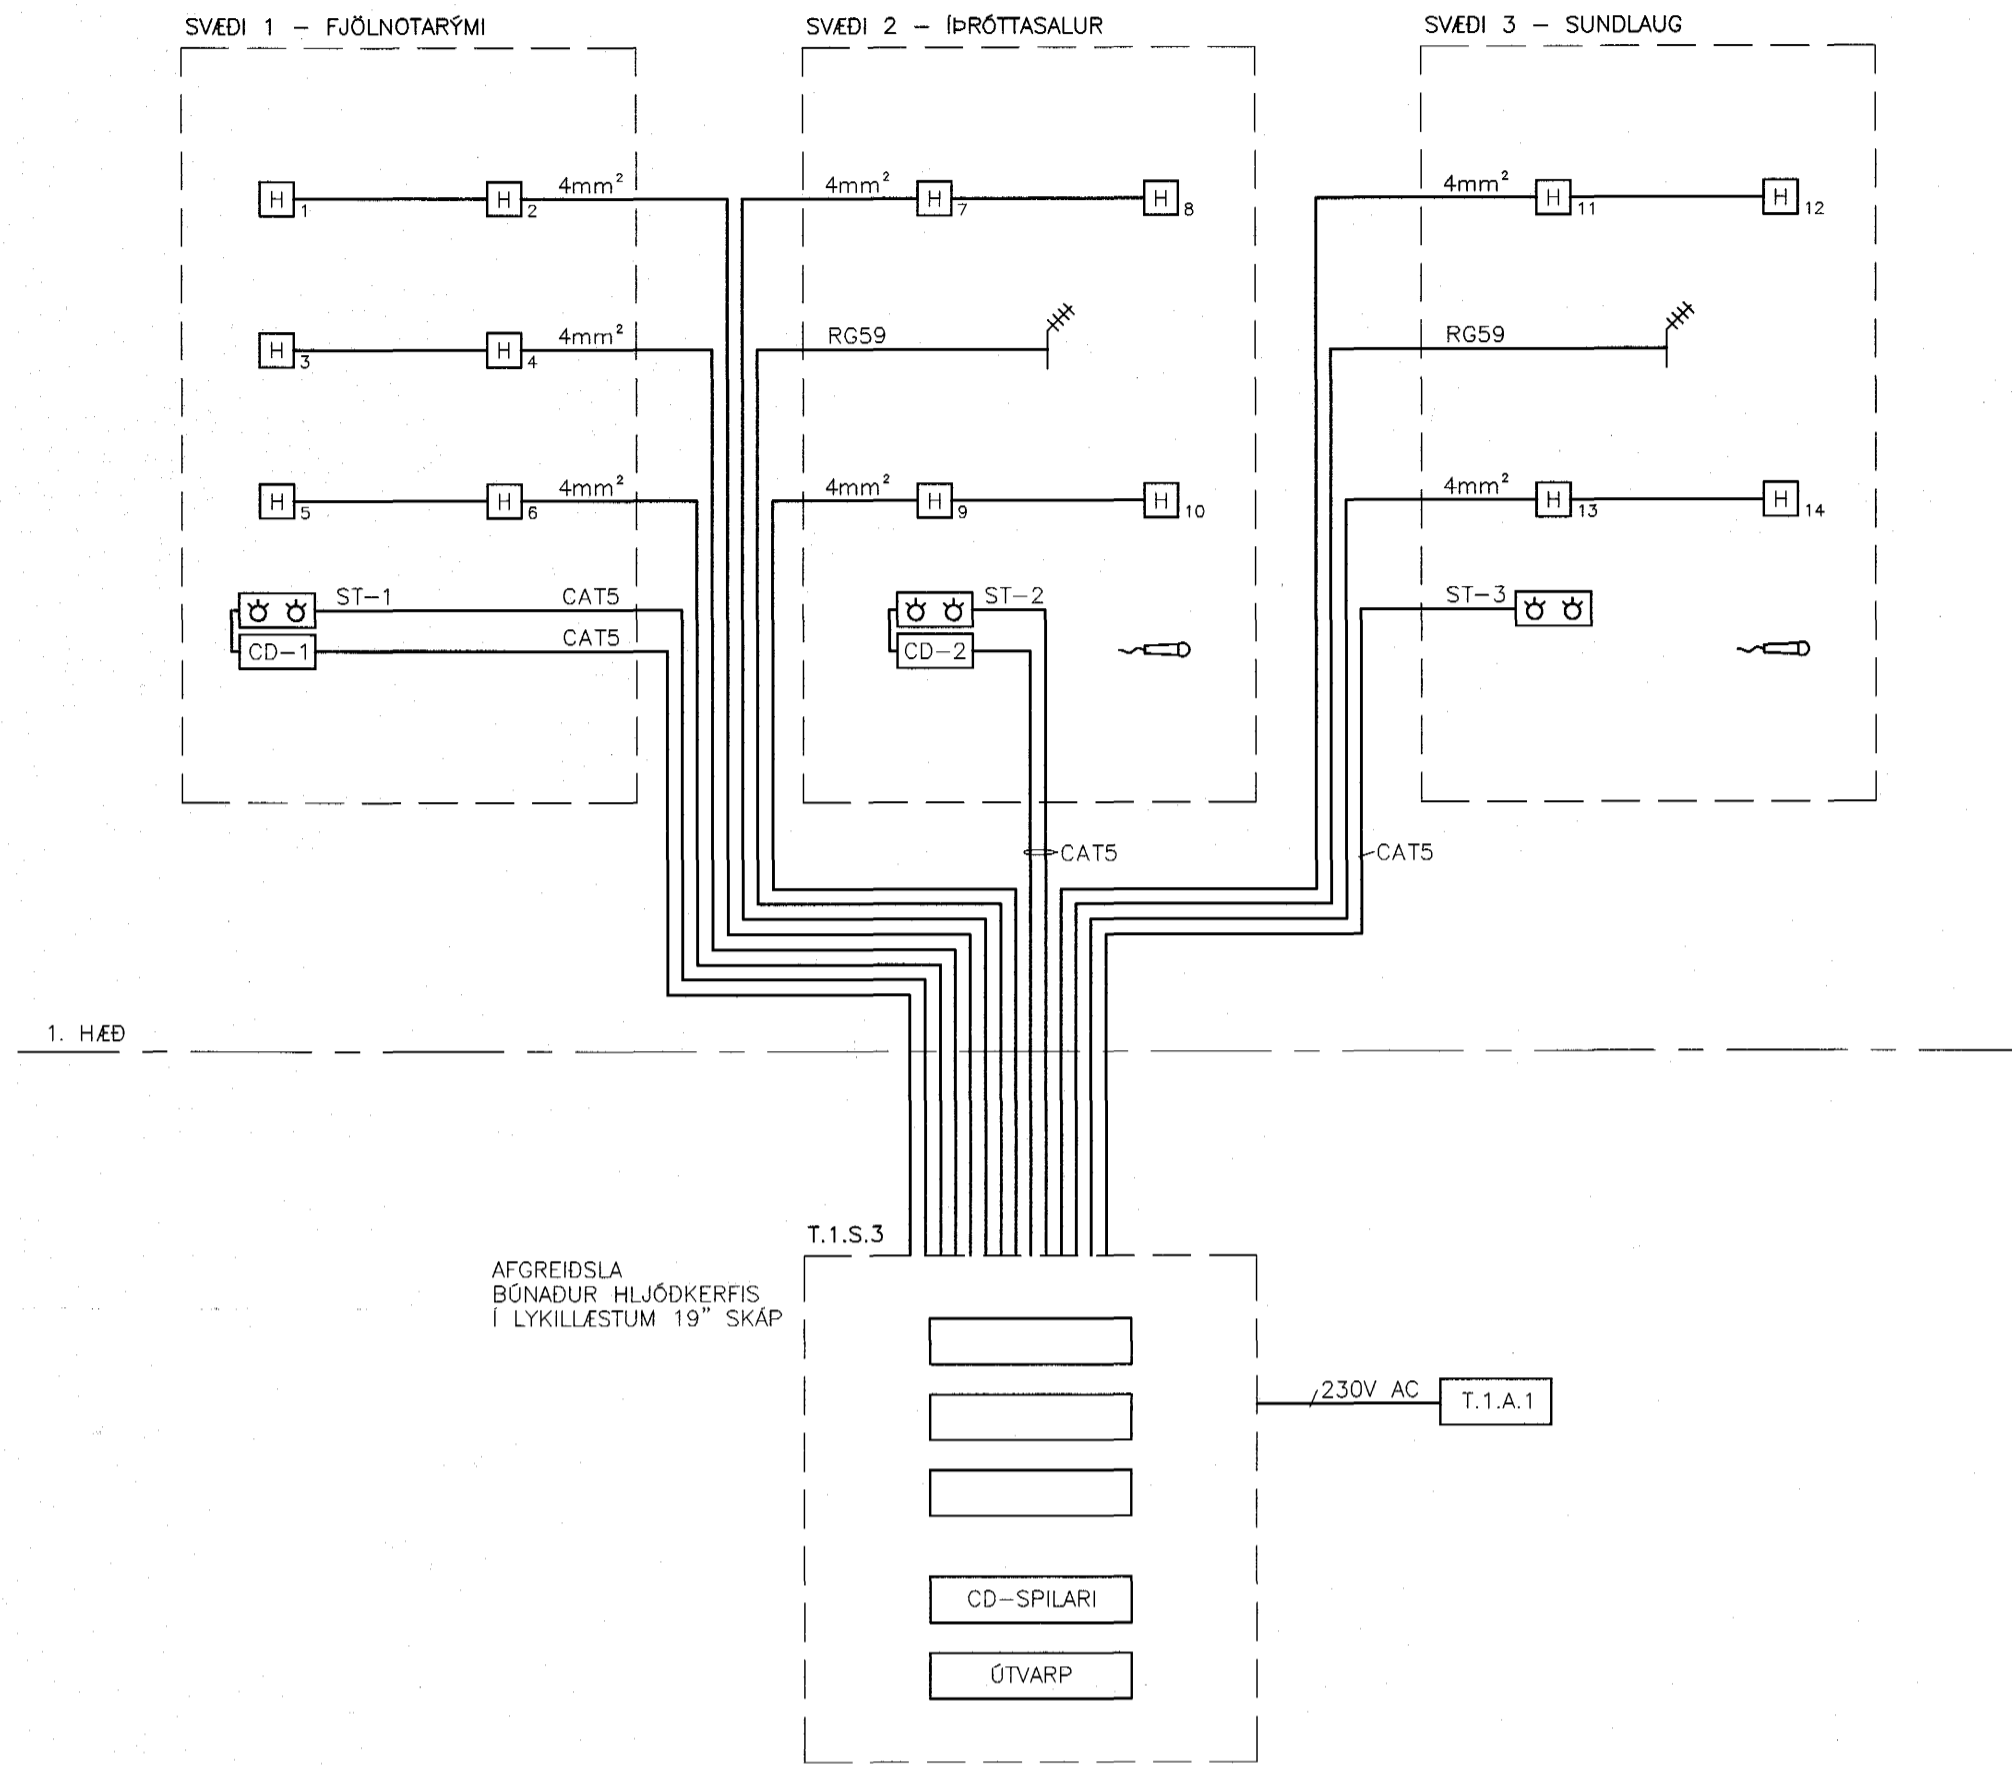 SVÆÐI 1 – FJÖLNOTARÝMI
SVÆÐI 2 – ÍÞRÓTTASALUR
SVÆÐI 3 – SUNDLAUG
H 1
H 2
4mm²
4mm²
H 7
H 8
4mm²
H 11
H 12
H 3
H 4
4mm²
RG59
RG59
H 5
H 6
4mm²
4mm²
H 9
H 10
4mm²
H 13
H 14
ST–1
CAT5
ST–2
ST–3
CD–1
CAT5
CD–2
CAT5
CAT5
1. HÆÐ
T.1.S.3
AFGREIÐSLA
BÚNAÐUR HLJÓÐKERFIS
Í LYKILLÆSTUM 19" SKÁP
230V AC
T.1.A.1
CD–SPILARI
ÚTVARP